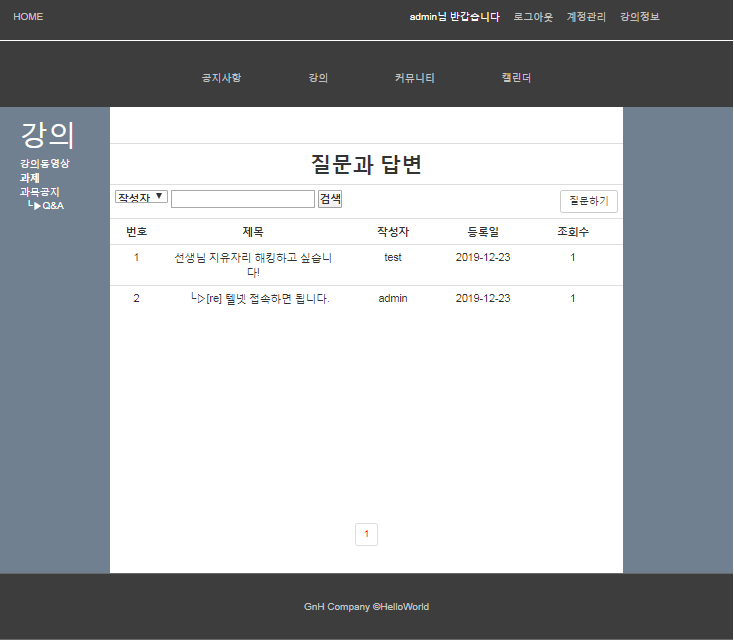 HOME
admin님 반갑습니다 로그아웃 계정관리 강의정보
공지사항 강의 커뮤니티 캘린더
강의
강의동영상
과제
과목공지
└▶Q&A
질문과 답변
작성자 ▼ 검색 질문하기
번호 제목 작성자 등록일 조회수
1 선생님 지유자리 해킹하고 싶습니
다! test 2019-12-23 1
2 └▷[re] 텔넷 접속하면 됩니다. admin 2019-12-23 1
1
GnH Company ©HelloWorld